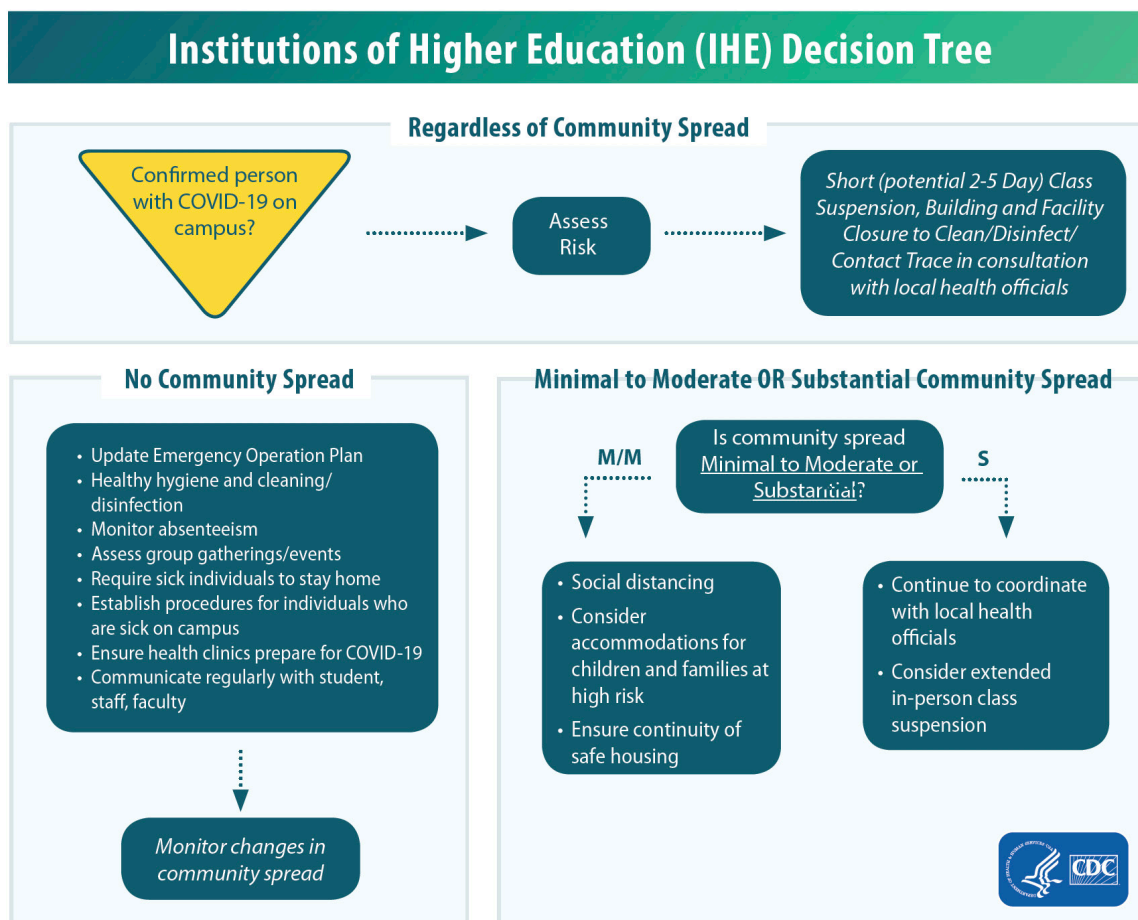 Institutions of Higher Education (IHE) Decision Tree
Regardless of Community Spread
Confirmed person
with COVID-19 on
campus?
Assess
Risk
Short (potential 2-5 Day) Class
Suspension, Building and Facility
Closure to Clean/Disinfect/
Contact Trace in consultation
with local health officials
No Community Spread
• Update Emergency Operation Plan
• Healthy hygiene and cleaning/
disinfection
• Monitor absenteeism
• Assess group gatherings/events
• Require sick individuals to stay home
• Establish procedures for individuals who
are sick on campus
• Ensure health clinics prepare for COVID-19
• Communicate regularly with student,
staff, faculty
Monitor changes in
community spread
Minimal to Moderate OR Substantial Community Spread
Is community spread
Minimal to Moderate or
Substantial?
M/M
S
• Social distancing
• Consider
accommodations for
children and families at
high risk
• Ensure continuity of
safe housing
• Continue to coordinate
with local health
officials
• Consider extended
in-person class
suspension
DEPARTMENT OF HEALTH & HUMAN SERVICES USA
CDC